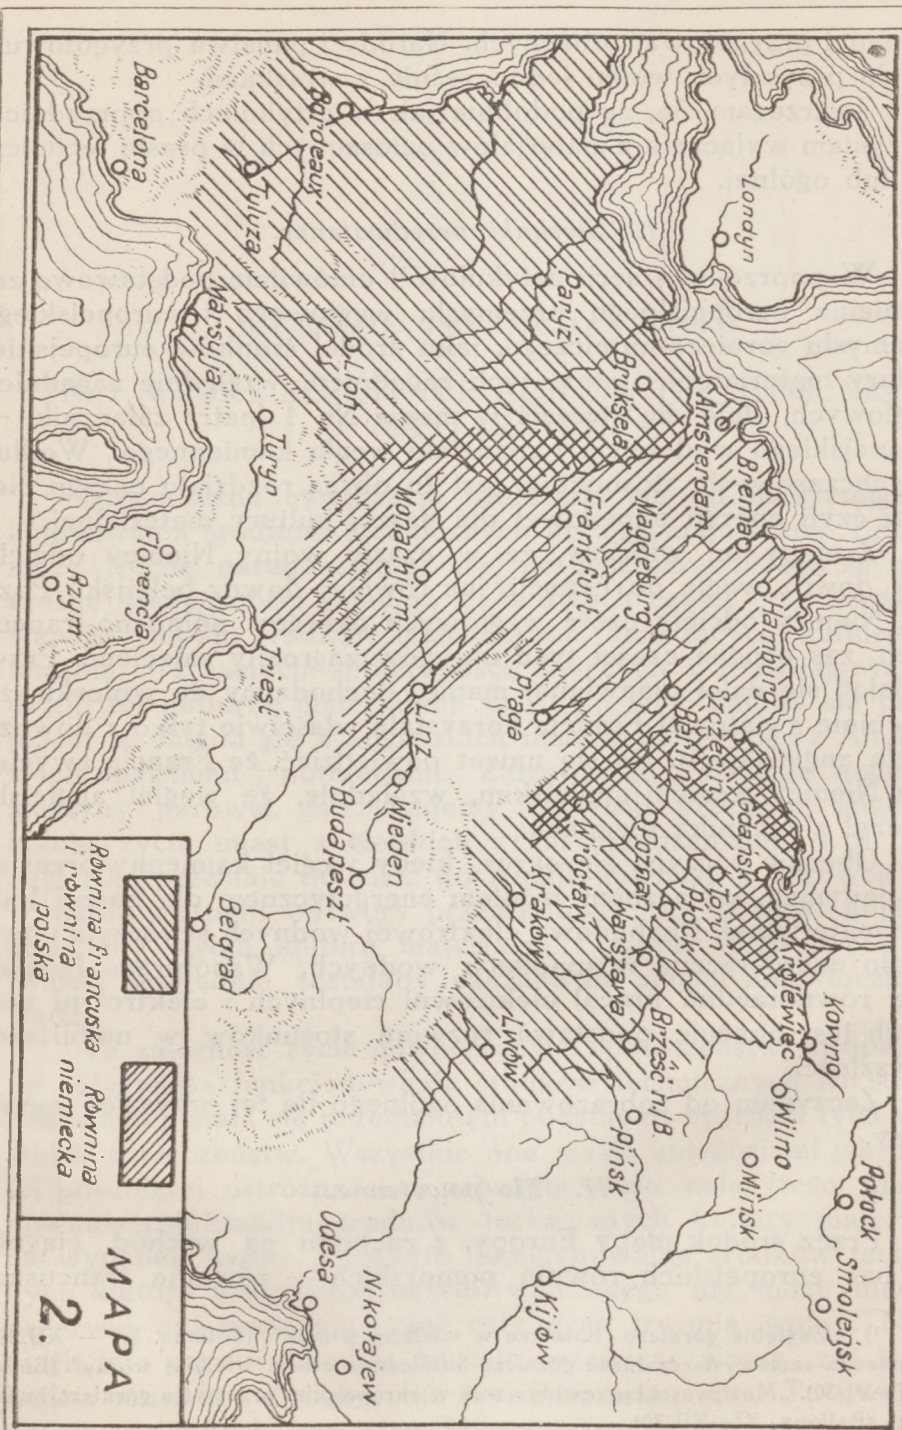 Londyn
Amsterdam
Brema
Hamburg
Szczecin
Gdańsk
Królewiec
Kowno
Wilno
Mińsk
Połock
Smoleńsk
Bruksela
Magdeburg
Berlin
Poznań
Toruń
Płock
Warszawa
Brześć n/B
Pińsk
Paryż
Frankfurt
Praga
Wrocław
Kraków
Lwów
Kijów
Monachjum
Linz
Wiedeń
Budapeszt
Bordeaux
Lion
Turyn
Triest
Belgrad
Odesa
Nikołajew
Tuluza
Marsylja
Florencja
Barcelona
Rzym
Równina francuska
i równina
polska
Równina
niemiecka
MAPA
2